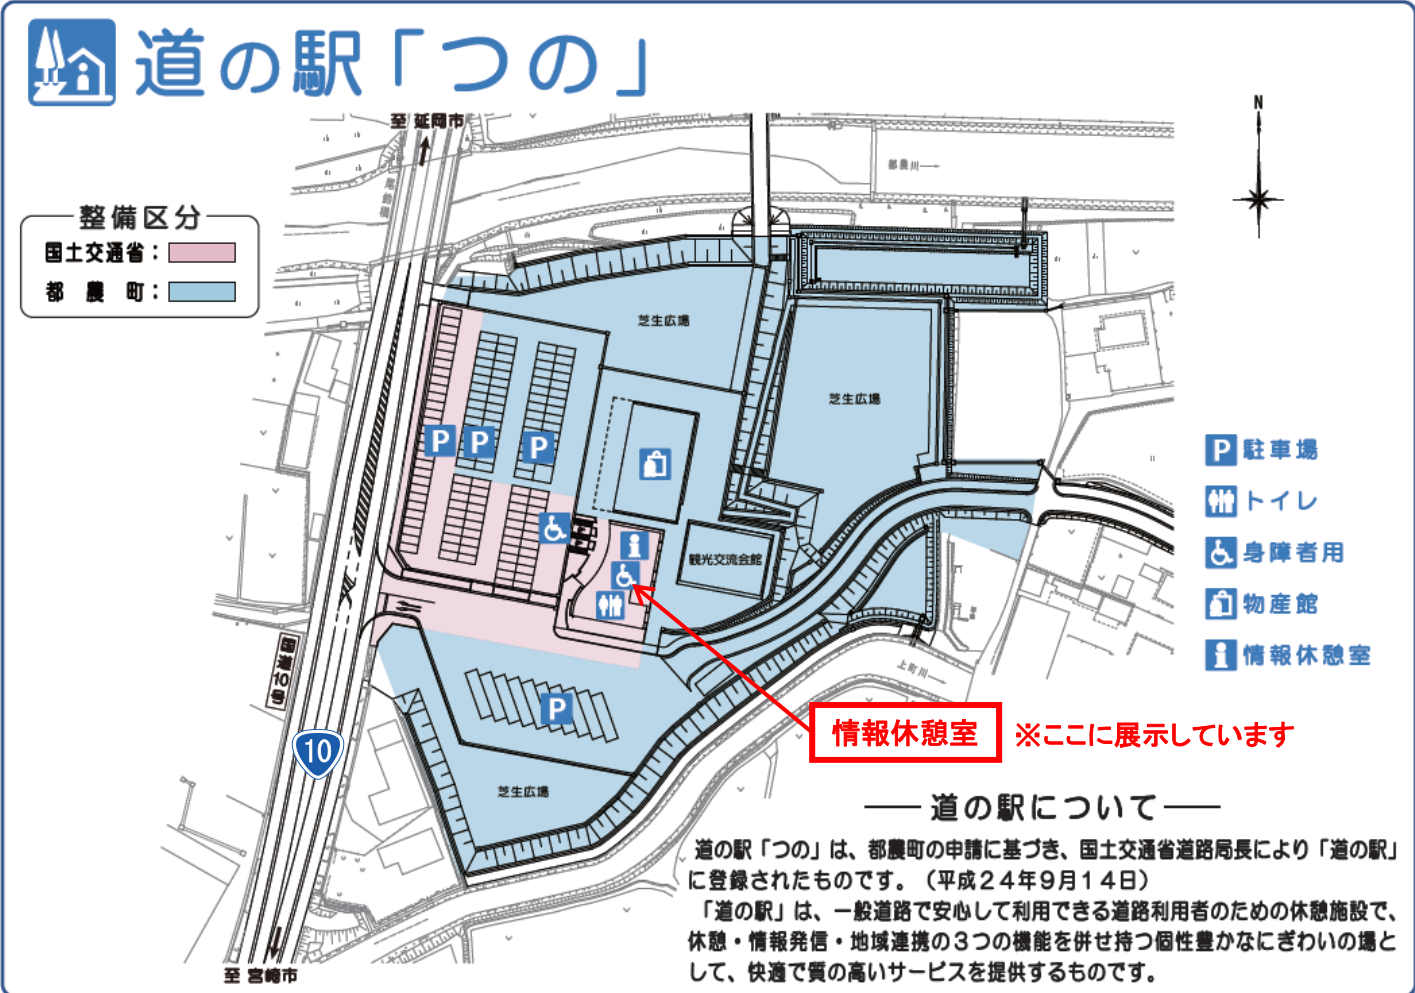 道の駅「つの」
至 延岡市
N
都農川
尾鈴橋
整備区分
国土交通省：
都 農 町：
芝生広場
芝生広場
P
P
P
観光交流会館
P 駐車場
トイレ
身障者用
物産館
i 情報休憩室
国道10号
上町川
P
10
情報休憩室 ※ここに展示しています
芝生広場
道の駅について
道の駅「つの」は、都農町の申請に基づき、国土交通省道路局長により「道の駅」
に登録されたものです。（平成２４年９月１４日）
「道の駅」は、一般道路で安心して利用できる道路利用者のための休憩施設で、
休憩・情報発信・地域連携の３つの機能を併せ持つ個性豊かなにぎわいの場と
して、快適で質の高いサービスを提供するものです。
至 宮崎市